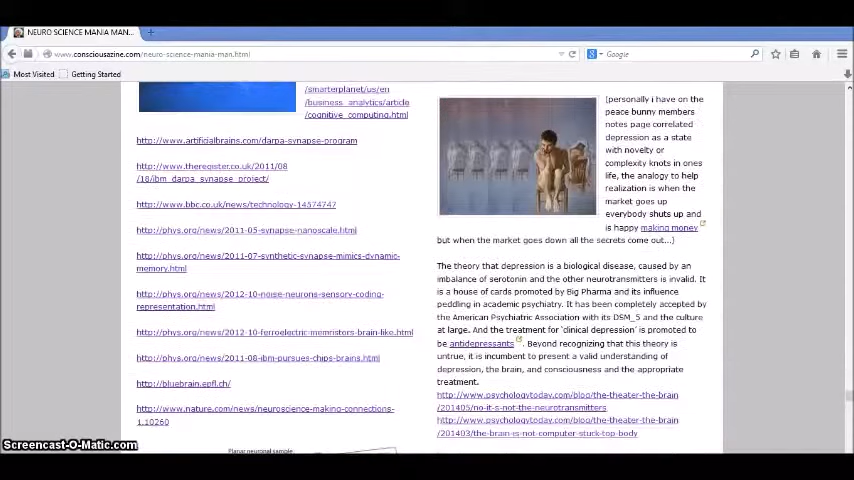 NEURO SCIENCE MANIA MAN...
www.consciousazine.com/neuro-science-mania-man.html
Google
Most Visited
Getting Started
/smarterplanet/us/en
/business_analytics/article
/cognitive_computing.html
http://www.artificialbrains.com/darpa-synapse-program
http://www.theregister.co.uk/2011/08
/18/ibm_darpa_synapse_project/
http://www.bbc.co.uk/news/technology-14574747
http://phys.org/news/2011-05-synapse-nanoscale.html
http://phys.org/news/2011-07-synthetic-synapse-mimics-dynamic-
memory.html
http://phys.org/news/2012-10-noise-neurons-sensory-coding-
representation.html
http://phys.org/news/2012-10-ferroelectric-memristors-brain-like.html
http://phys.org/news/2011-08-ibm-pursues-chips-brains.html
http://bluebrain.epfl.ch/
http://www.nature.com/news/neuroscience-making-connections-
1.10260
Planar neuronal sample
(personally i have on the
peace bunny members
notes page correlated
depression as a state
with novelty or
complexity knots in ones
life, the analogy to help
realization is when the
market goes up
everybody shuts up and
is happy making money
but when the market goes down all the secrets come out...)
The theory that depression is a biological disease, caused by an
imbalance of serotonin and the other neurotransmitters is invalid. It
is a house of cards promoted by Big Pharma and its influence
peddling in academic psychiatry. It has been completely accepted by
the American Psychiatric Association with its DSM_5 and the culture
at large. And the treatment for 'clinical depression' is promoted to
be antidepressants. Beyond recognizing that this theory is
untrue, it is incumbent to present a valid understanding of
depression, the brain, and consciousness and the appropriate
treatment.
http://www.psychologytoday.com/blog/the-theater-the-brain
/201405/no-it-s-not-the-neurotransmitters
http://www.psychologytoday.com/blog/the-theater-the-brain
/201403/the-brain-is-not-computer-stuck-top-body
Screencast-O-Matic.com